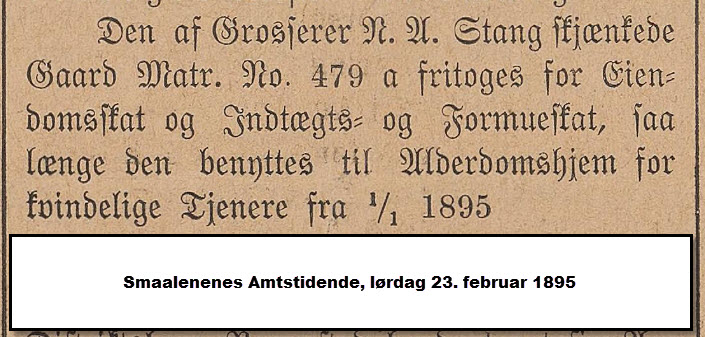 Den af Grosserer N. A. Stang skjænkede
Gaard Matr. No. 479 a fritoges for Eien-
domsskat og Indtægts- og Formueskat, saa
længe den benyttes til Alderdomshjem for
kvindelige Tjenere fra 1/1 1895
Smaalenenes Amtstidende, lørdag 23. februar 1895